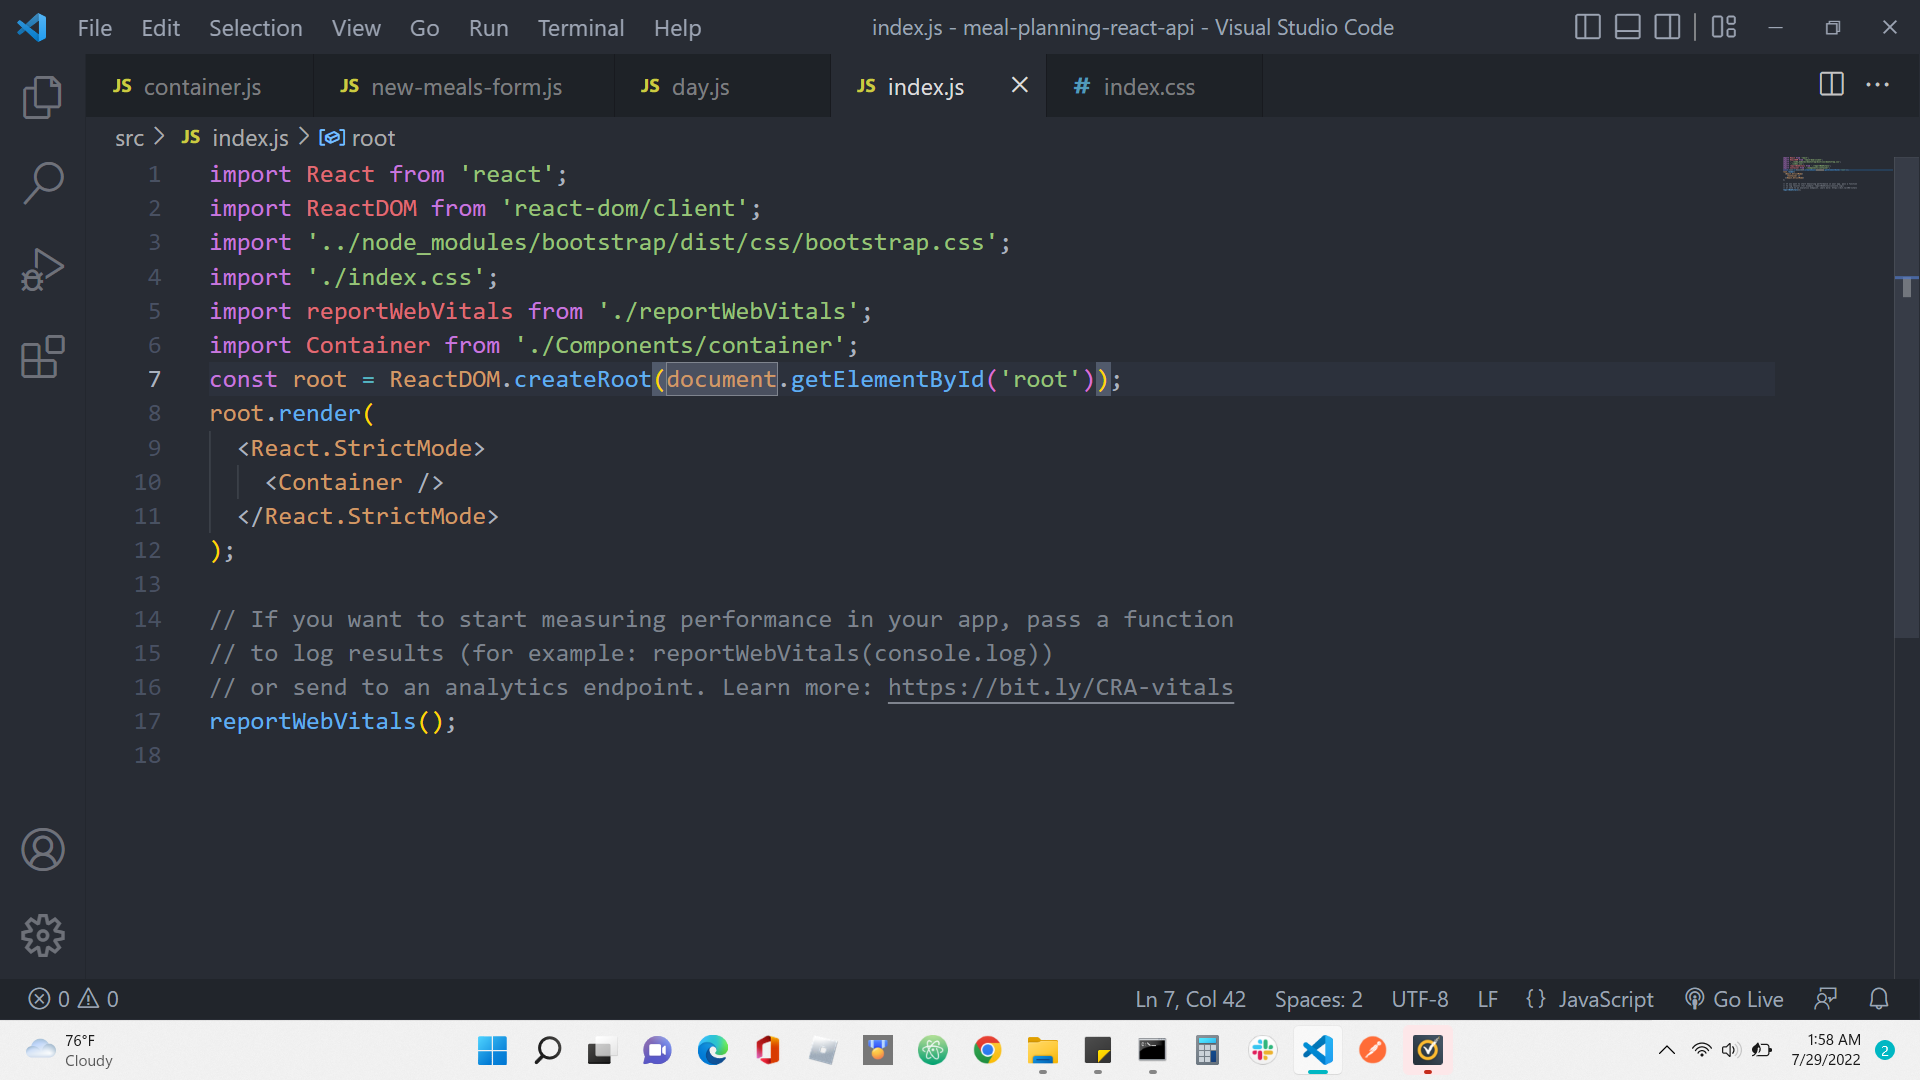 File Edit Selection View Go Run Terminal Help
index.js - meal-planning-react-api - Visual Studio Code
JS container.js JS new-meals-form.js JS day.js JS index.js # index.css
src > JS index.js > root
1 import React from 'react';
2 import ReactDOM from 'react-dom/client';
3 import '../node_modules/bootstrap/dist/css/bootstrap.css';
4 import './index.css';
5 import reportWebVitals from './reportWebVitals';
6 import Container from './Components/container';
7 const root = ReactDOM.createRoot(document.getElementById('root'));
8 root.render(
9   <React.StrictMode>
10     <Container />
11   </React.StrictMode>
12 );
13
14 // If you want to start measuring performance in your app, pass a function
15 // to log results (for example: reportWebVitals(console.log))
16 // or send to an analytics endpoint. Learn more: https://bit.ly/CRA-vitals
17 reportWebVitals();
18
0 0 Ln 7, Col 42 Spaces: 2 UTF-8 LF {} JavaScript Go Live
76°F
Cloudy
1:58 AM
7/29/2022
2